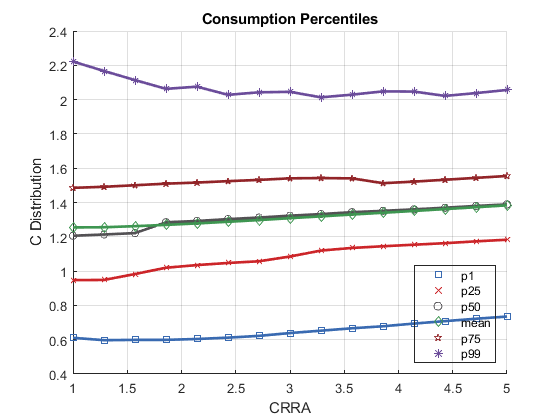 Consumption Percentiles
2.4
2.2
2
1.8
1.6
1.4
1.2
1
0.8
0.6
0.4
C Distribution
p1
p25
p50
mean
p75
p99
1 1.5 2 2.5 3 3.5 4 4.5 5
CRRA